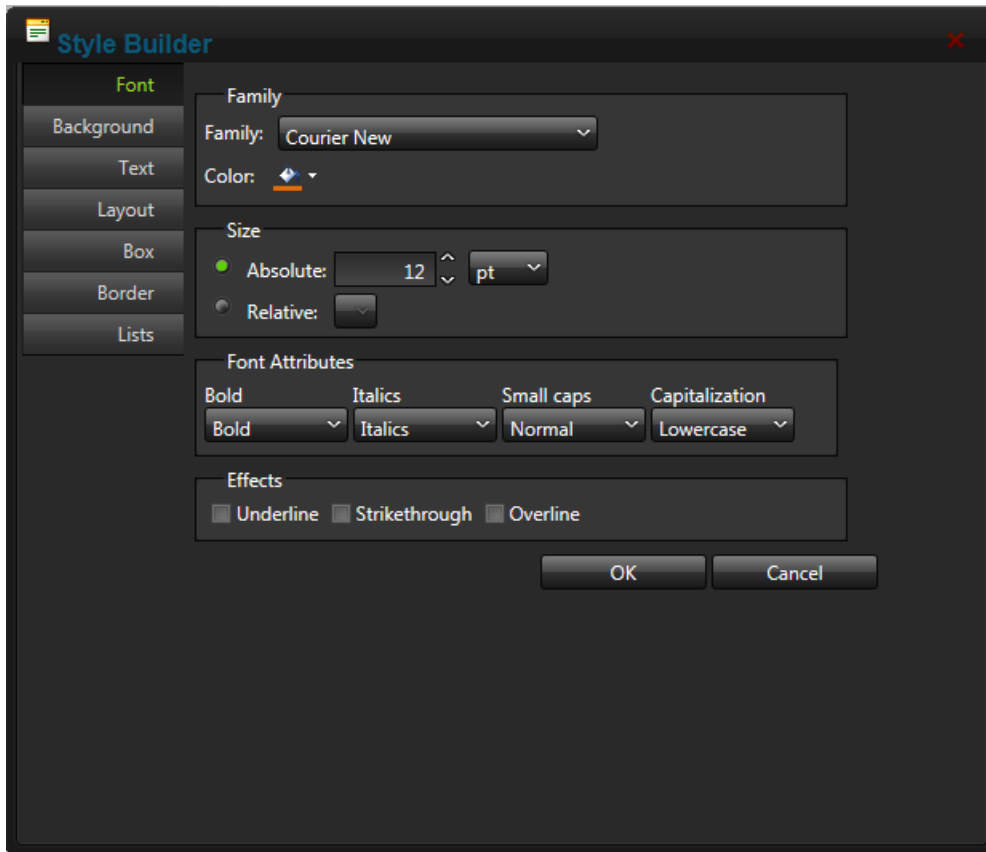 Style Builder
Font
Background
Text
Layout
Box
Border
Lists
Family
Family: Courier New
Color:
Size
Absolute: 12 pt
Relative:
Font Attributes
Bold Italics Small caps Capitalization
Bold Italics Normal Lowercase
Effects
Underline Strikethrough Overline
OK Cancel